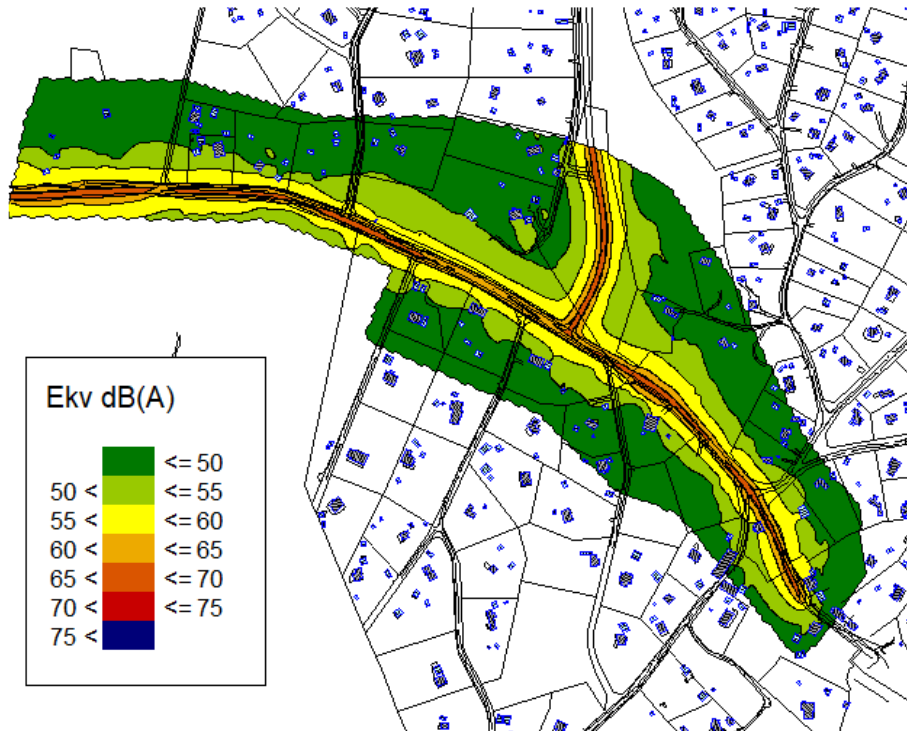 Ekv dB(A)
<= 50
50 < <= 55
55 < <= 60
60 < <= 65
65 < <= 70
70 < <= 75
75 <